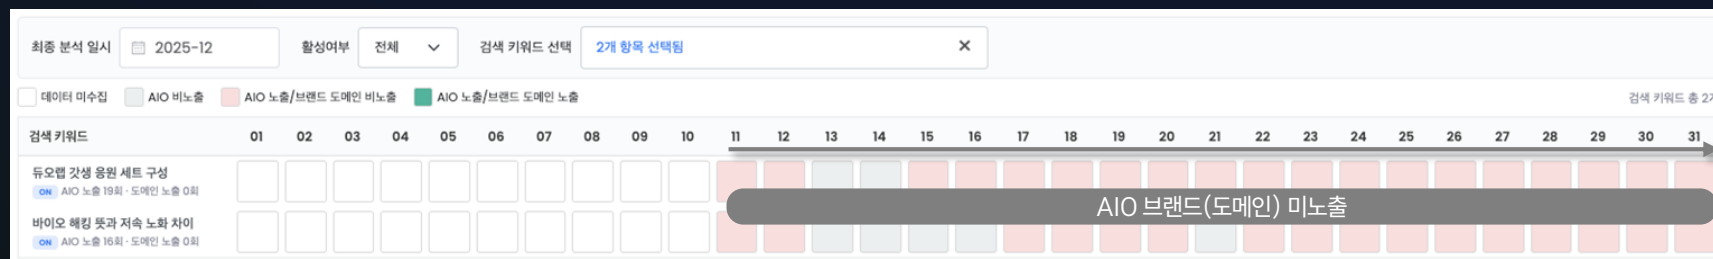 최종 분석 일시 2025-12 활성여부 전체 검색 키워드 선택 2개 항목 선택됨
데이터 미수집 AIO 비노출 AIO 노출/브랜드 도메인 비노출 AIO 노출/브랜드 도메인 노출 검색 키워드 총
검색 키워드 01 02 03 04 05 06 07 08 09 10 11 12 13 14 15 16 17 18 19 20 21 22 23 24 25 26 27 28 29 30 31
듀오랩 갓생 응원 세트 구성
ON AIO 노출 19회 · 도메인 노출 0회
AIO 브랜드(도메인) 미노출
바이오 해킹 뜻과 저속 노화 차이
ON AIO 노출 16회 · 도메인 노출 0회